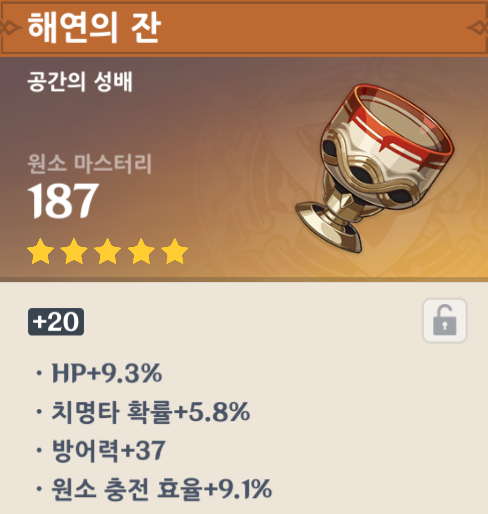 해연의 잔
공간의 성배
원소 마스터리
187
+20
· HP+9.3%
· 치명타 확률+5.8%
· 방어력+37
· 원소 충전 효율+9.1%